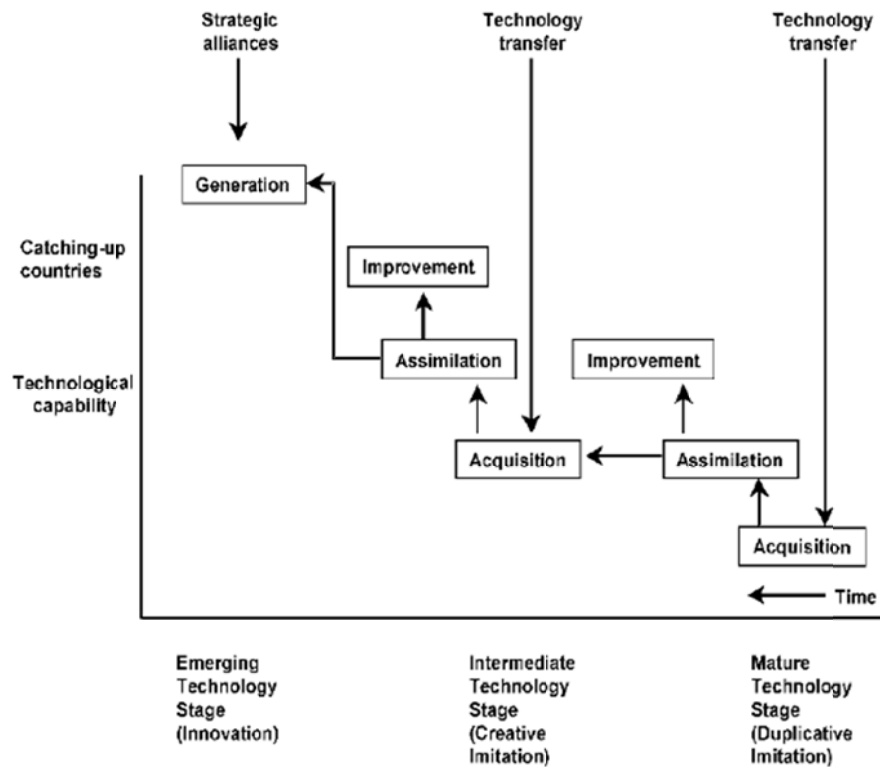 Strategic
alliances
Technology
transfer
Technology
transfer
Generation
Catching-up
countries
Improvement
Assimilation
Improvement
Technological
capability
Acquisition
Assimilation
Acquisition
Time
Emerging
Technology
Stage
(Innovation)
Intermediate
Technology
Stage
(Creative
Imitation)
Mature
Technology
Stage
(Duplicative
Imitation)